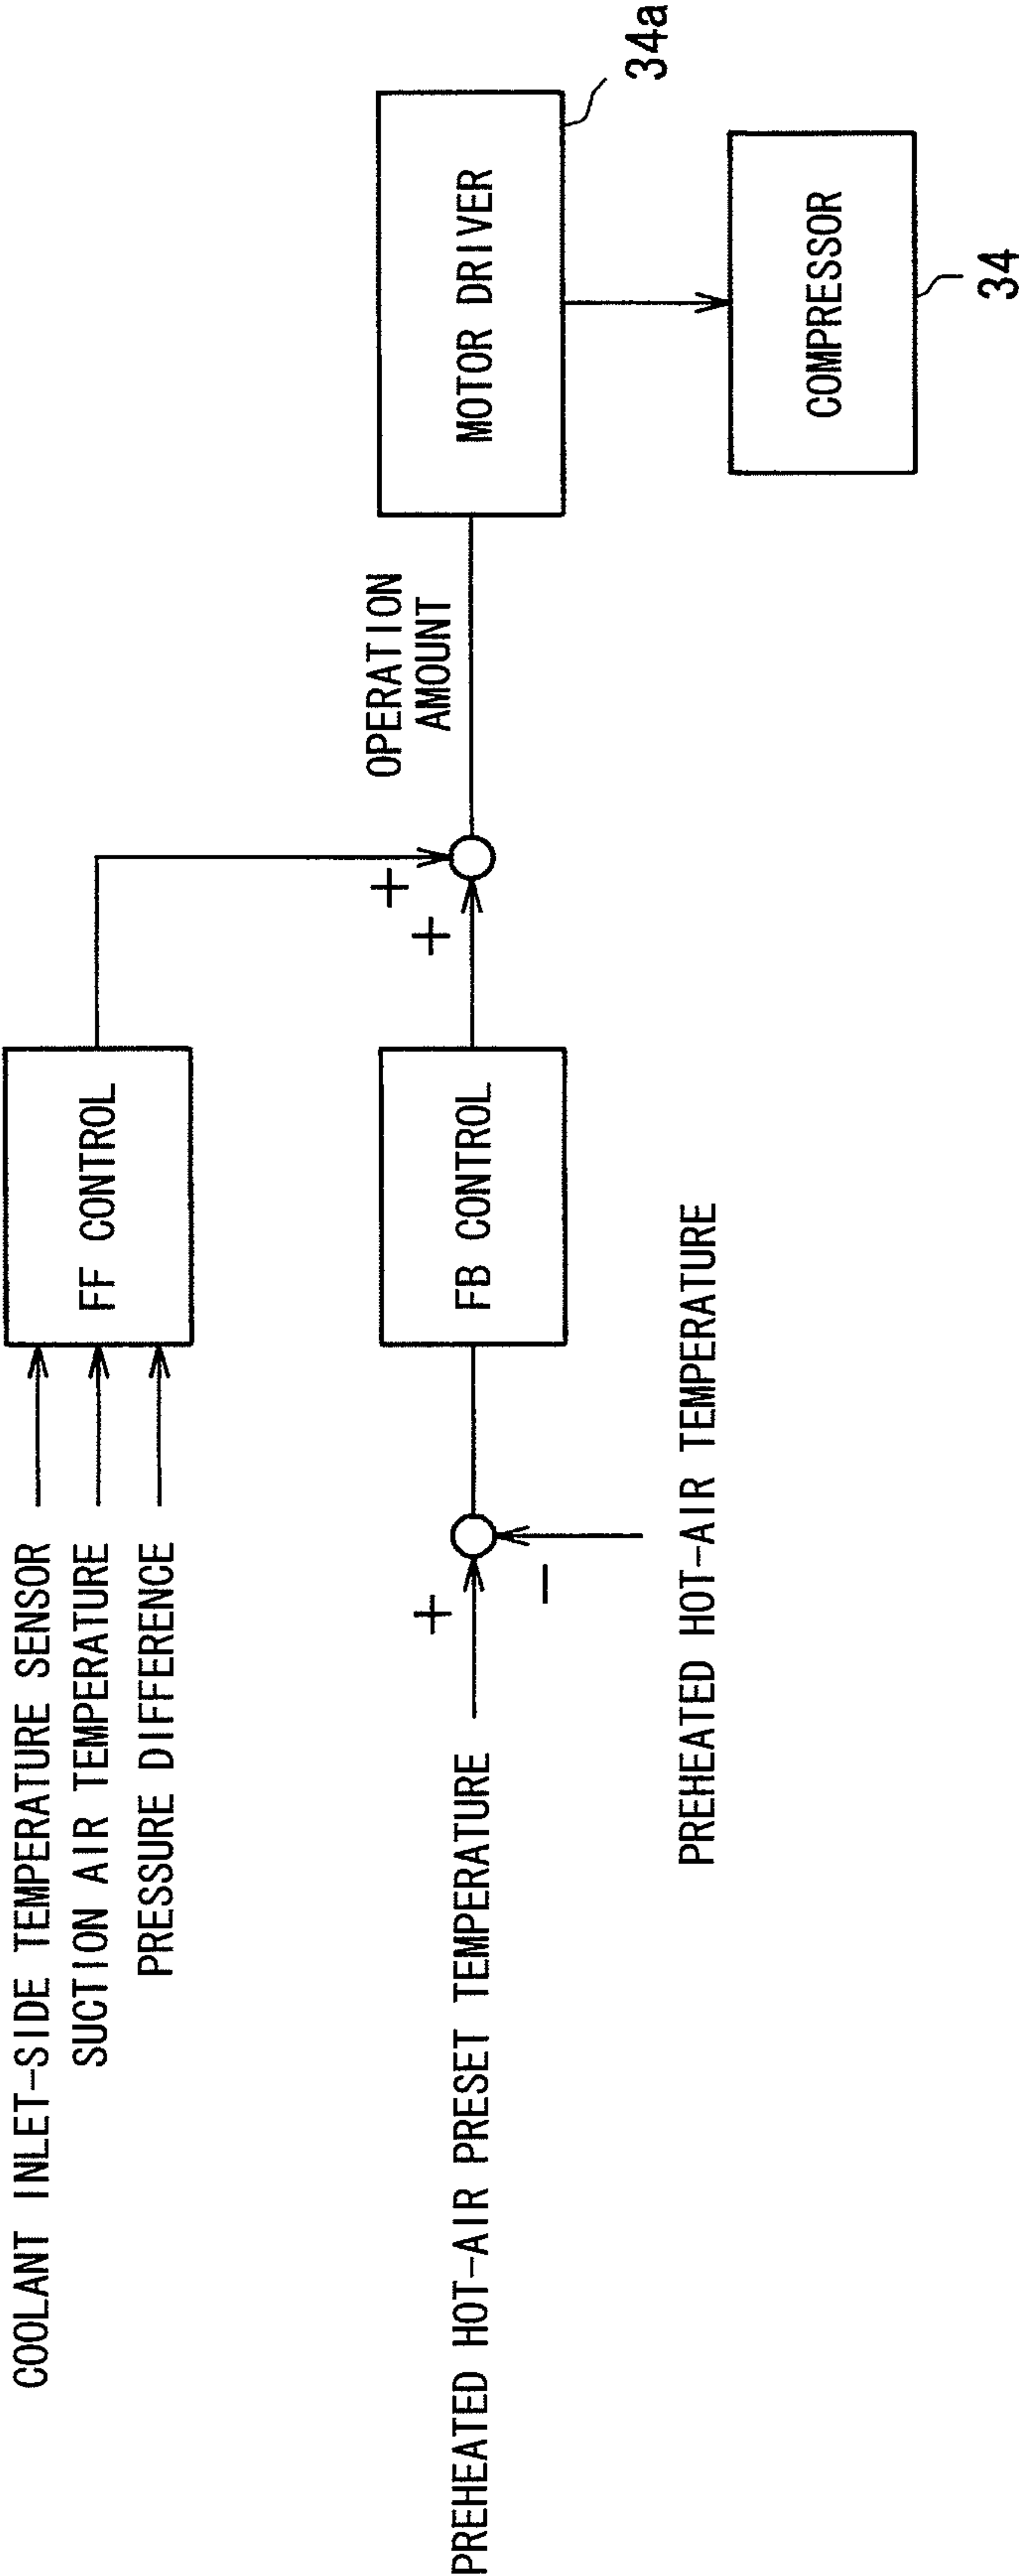 COOLANT INLET-SIDE TEMPERATURE SENSOR
SUCTION AIR TEMPERATURE
PRESSURE DIFFERENCE
FF CONTROL
PREHEATED HOT-AIR PRESET TEMPERATURE
+
−
PREHEATED HOT-AIR TEMPERATURE
FB CONTROL
+
+
OPERATION
AMOUNT
MOTOR DRIVER
34a
COMPRESSOR
34